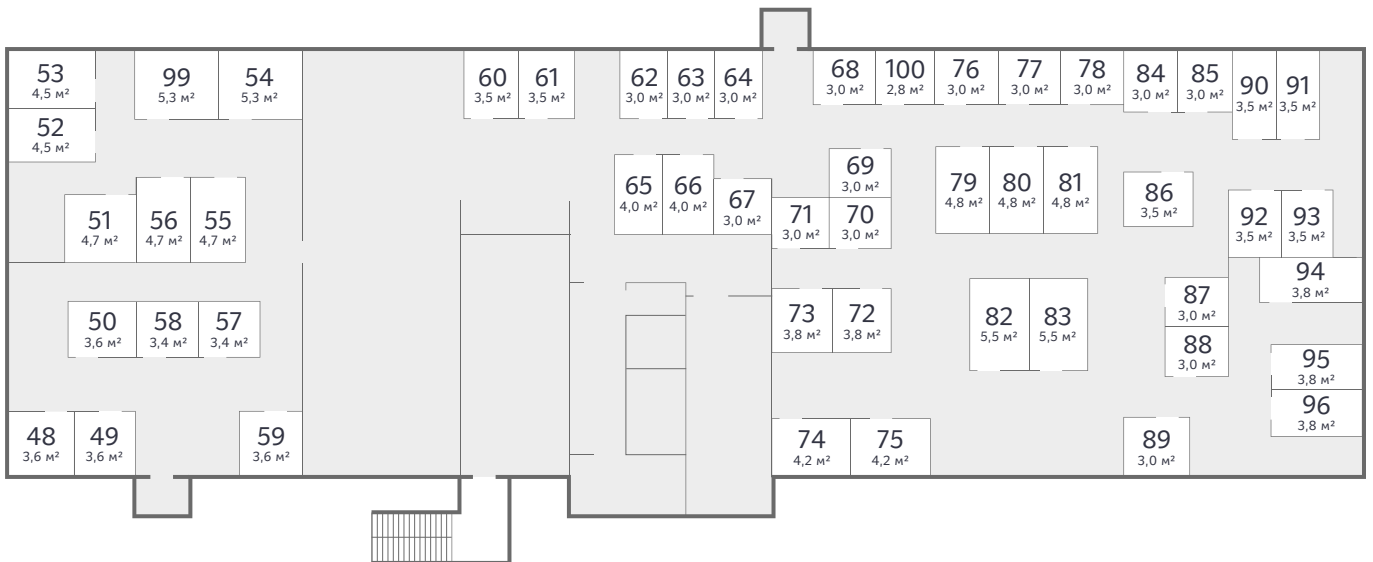 53
4,5 м²
52
4,5 м²
99
5,3 м²
54
5,3 м²
60
3,5 м²
61
3,5 м²
62
3,0 м²
63
3,0 м²
64
3,0 м²
68
3,0 м²
100
2,8 м²
76
3,0 м²
77
3,0 м²
78
3,0 м²
84
3,0 м²
85
3,0 м²
90
3,5 м²
91
3,5 м²
51
4,7 м²
56
4,7 м²
55
4,7 м²
65
4,0 м²
66
4,0 м²
67
3,0 м²
69
3,0 м²
71
3,0 м²
70
3,0 м²
79
4,8 м²
80
4,8 м²
81
4,8 м²
86
3,5 м²
92
3,5 м²
93
3,5 м²
94
3,8 м²
50
3,6 м²
58
3,4 м²
57
3,4 м²
73
3,8 м²
72
3,8 м²
82
5,5 м²
83
5,5 м²
87
3,0 м²
88
3,0 м²
95
3,8 м²
96
3,8 м²
48
3,6 м²
49
3,6 м²
59
3,6 м²
74
4,2 м²
75
4,2 м²
89
3,0 м²